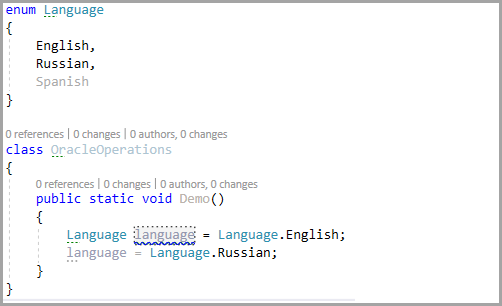 enum Language
{
English,
Russian,
Spanish
}
0 references | 0 changes | 0 authors, 0 changes
class OracleOperations
{
0 references | 0 changes | 0 authors, 0 changes
public static void Demo()
{
Language language = Language.English;
language = Language.Russian;
}
}